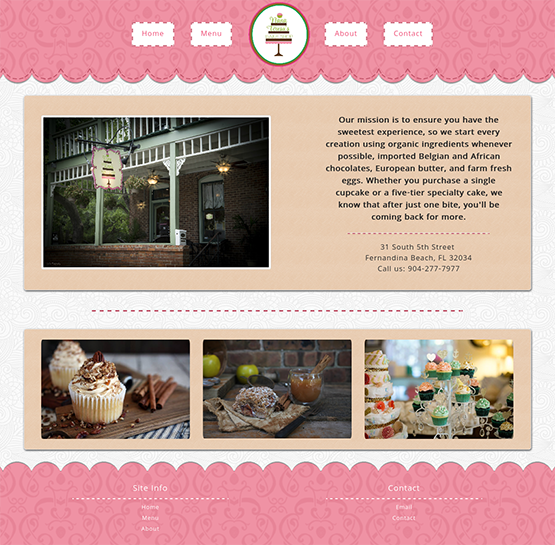 Home
Menu
About
Contact
Our mission is to ensure you have the
sweetest experience, so we start every
creation using organic ingredients whenever
possible, imported Belgian and African
chocolates, European butter, and farm fresh
eggs. Whether you purchase a single
cupcake or a five-tier specialty cake, we
know that after just one bite, you'll be
coming back for more.
31 South 5th Street
Fernandina Beach, FL 32034
Call us: 904-277-7977
Site Info
Home
Menu
About
Contact
Email
Contact